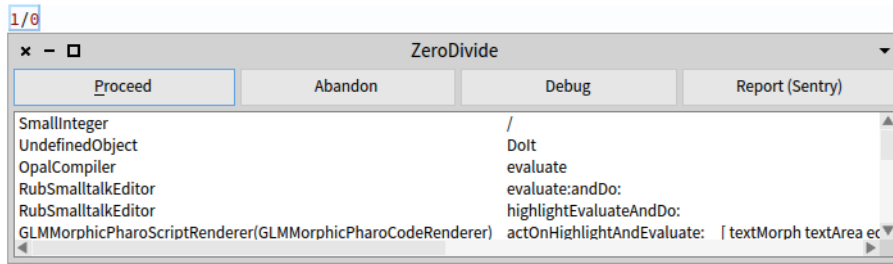 1/0
ZeroDivide
Proceed Abandon Debug Report (Sentry)
SmallInteger /
UndefinedObject DoIt
OpalCompiler evaluate
RubSmalltalkEditor evaluate:andDo:
RubSmalltalkEditor highlightEvaluateAndDo:
GLMMorphicPharoScriptRenderer(GLMMorphicPharoCodeRenderer) actOnHighlightAndEvaluate: [ textMorph textArea